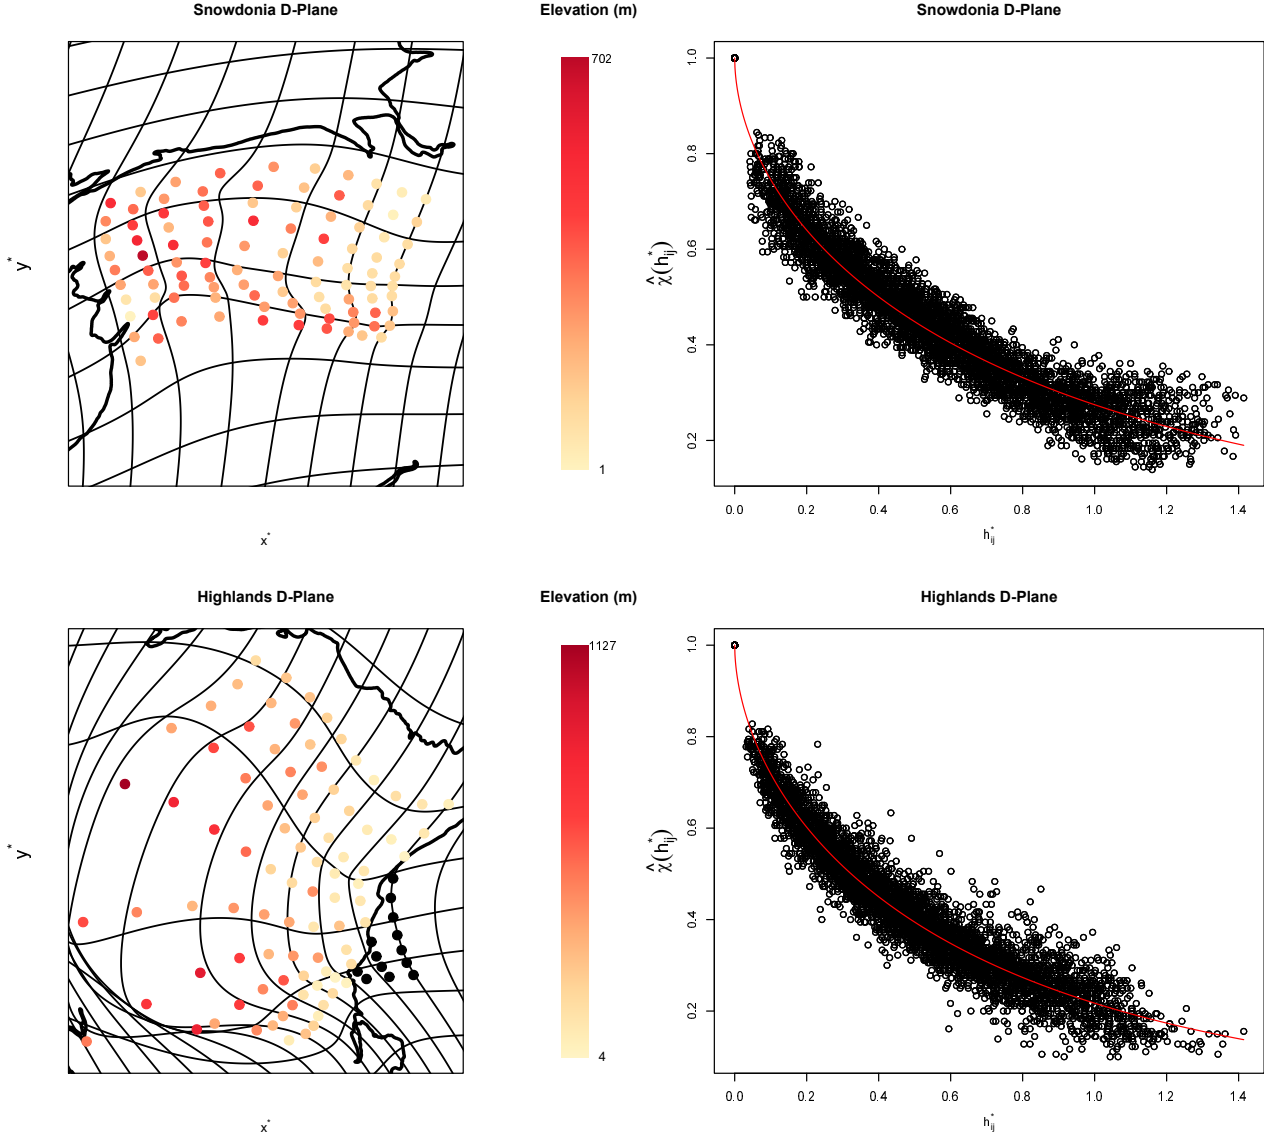 Snowdonia D-Plane
Elevation (m)
Snowdonia D-Plane
702
1
y*
x*
1.0
0.8
0.6
0.4
0.2
χ̂(h*ij)
0.0 0.2 0.4 0.6 0.8 1.0 1.2 1.4
h*ij
Highlands D-Plane
Elevation (m)
Highlands D-Plane
1127
4
y*
x*
1.0
0.8
0.6
0.4
0.2
χ̂(h*ij)
0.0 0.2 0.4 0.6 0.8 1.0 1.2 1.4
h*ij